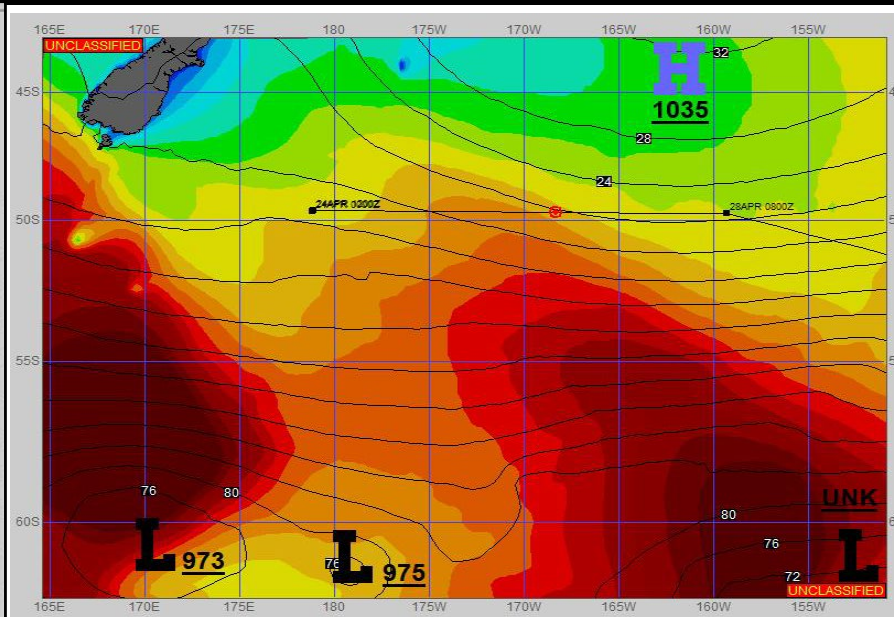 165E 170E 175E 180 175W 170W 165W 160W 155W
UNCLASSIFIED
H
32
45S
1035
28
24
24APR 0200Z
28APR 0800Z
50S
55S
76
80
UNK
60S
80
L 973
76
L 975
76
L
72
UNCLASSIFIED
165E 170E 175E 180 175W 170W 165W 160W 155W